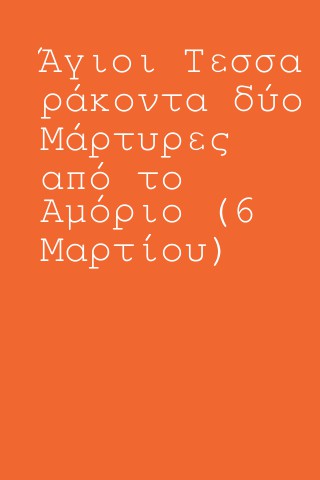 Άγιοι Τεσσα
ράκοντα δύο
Μάρτυρες
από το
Αμόριο (6
Μαρτίου)